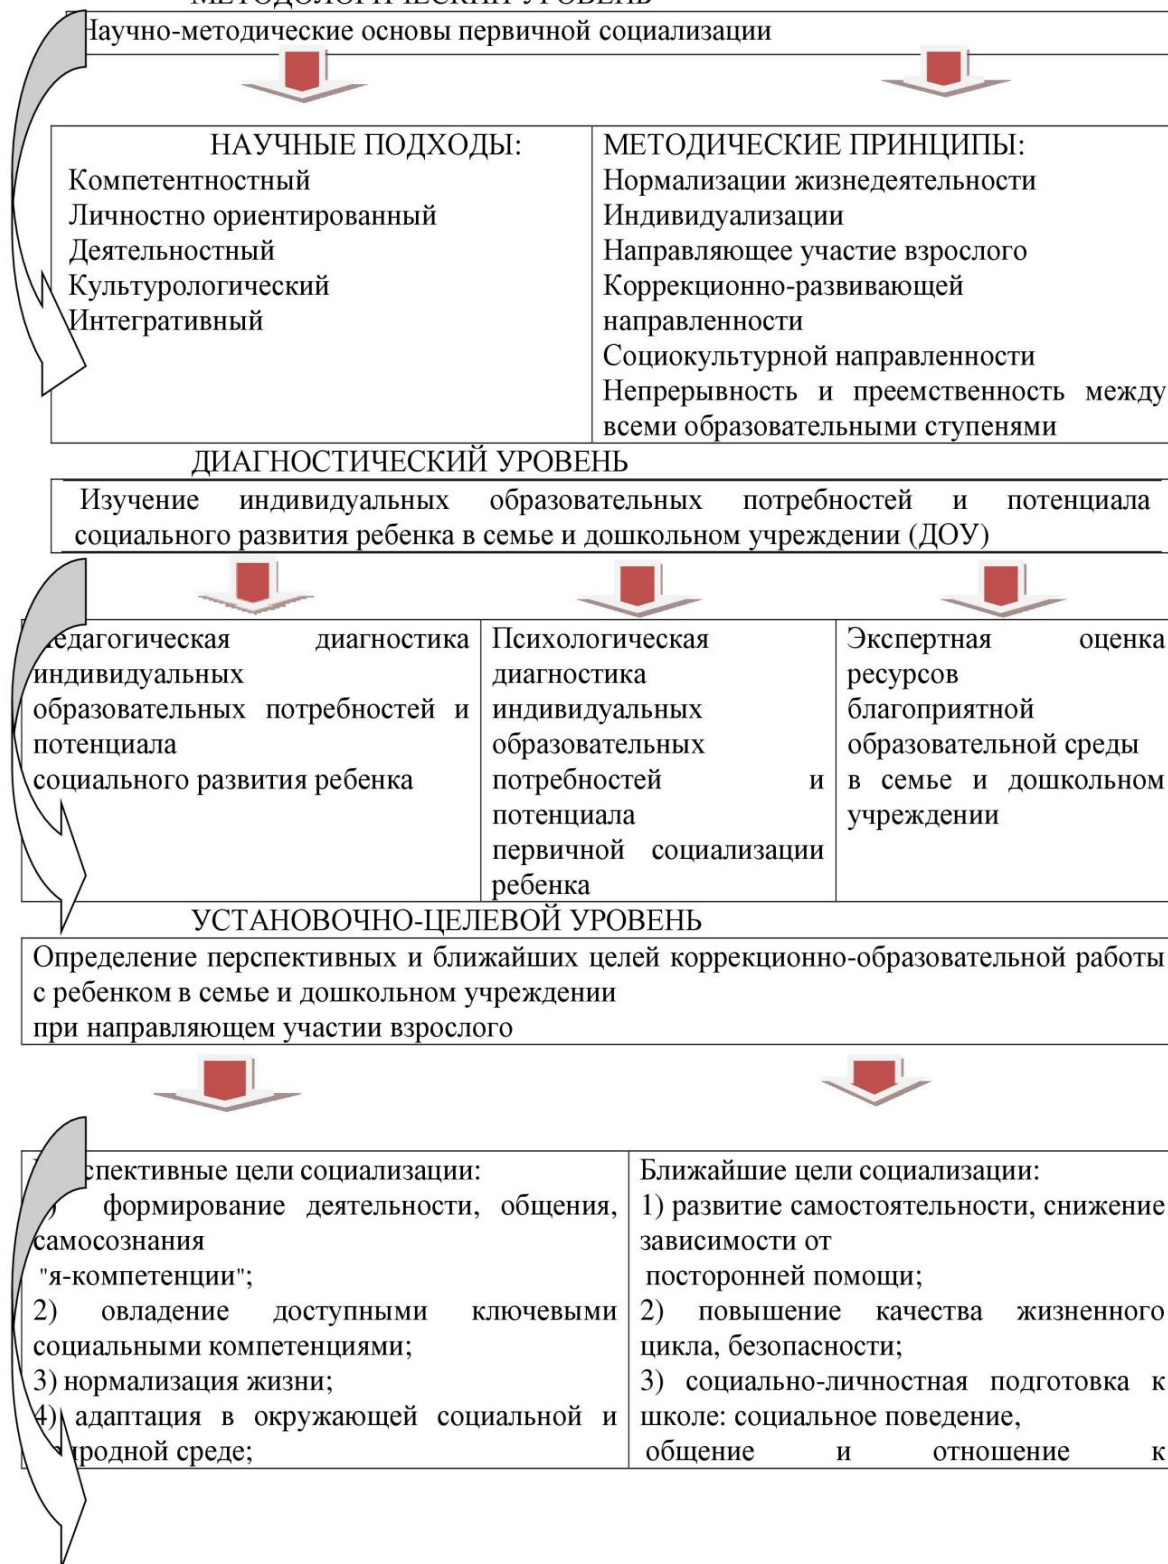 МЕТОДОЛОГИЧЕСКИЙ УРОВЕНЬ
Научно-методические основы первичной социализации
НАУЧНЫЕ ПОДХОДЫ:
Компетентностный
Личностно ориентированный
Деятельностный
Культурологический
Интегративный
МЕТОДИЧЕСКИЕ ПРИНЦИПЫ:
Нормализации жизнедеятельности
Индивидуализации
Направляющее участие взрослого
Коррекционно-развивающей
направленности
Социокультурной направленности
Непрерывность и преемственность между
всеми образовательными ступенями
ДИАГНОСТИЧЕСКИЙ УРОВЕНЬ
Изучение индивидуальных образовательных потребностей и потенциала
социального развития ребенка в семье и дошкольном учреждении (ДОУ)
Педагогическая диагностика
индивидуальных
образовательных потребностей и
потенциала
социального развития ребенка
Психологическая
диагностика
индивидуальных
образовательных
потребностей и
потенциала
первичной социализации
ребенка
Экспертная оценка
ресурсов
благоприятной
образовательной среды
в семье и дошкольном
учреждении
УСТАНОВОЧНО-ЦЕЛЕВОЙ УРОВЕНЬ
Определение перспективных и ближайших целей коррекционно-образовательной работы
с ребенком в семье и дошкольном учреждении
при направляющем участии взрослого
спективные цели социализации:
) формирование деятельности, общения,
самосознания
"я-компетенции";
2) овладение доступными ключевыми
социальными компетенциями;
3) нормализация жизни;
4) адаптация в окружающей социальной и
природной среде;
Ближайшие цели социализации:
1) развитие самостоятельности, снижение
зависимости от
посторонней помощи;
2) повышение качества жизненного
цикла, безопасности;
3) социально-личностная подготовка к
школе: социальное поведение,
общение и отношение к